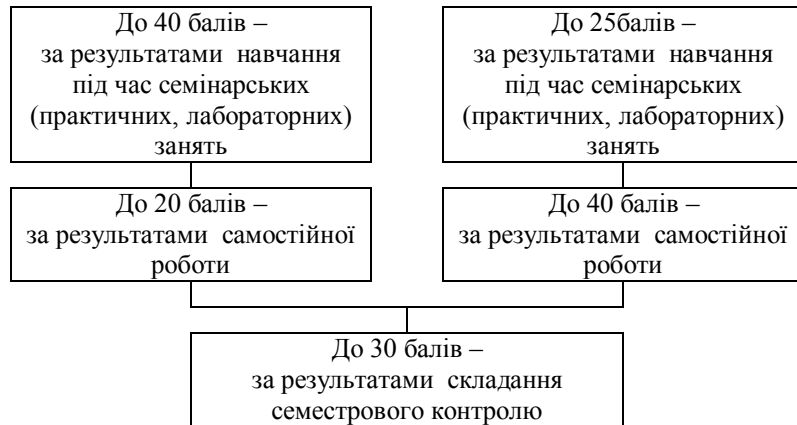 До 40 балів –
за результатами навчання
під час семінарських
(практичних, лабораторних)
занять
До 25балів –
за результатами навчання
під час семінарських
(практичних, лабораторних)
занять
До 20 балів –
за результатами самостійної
роботи
До 40 балів –
за результатами самостійної
роботи
До 30 балів –
за результатами складання
семестрового контролю